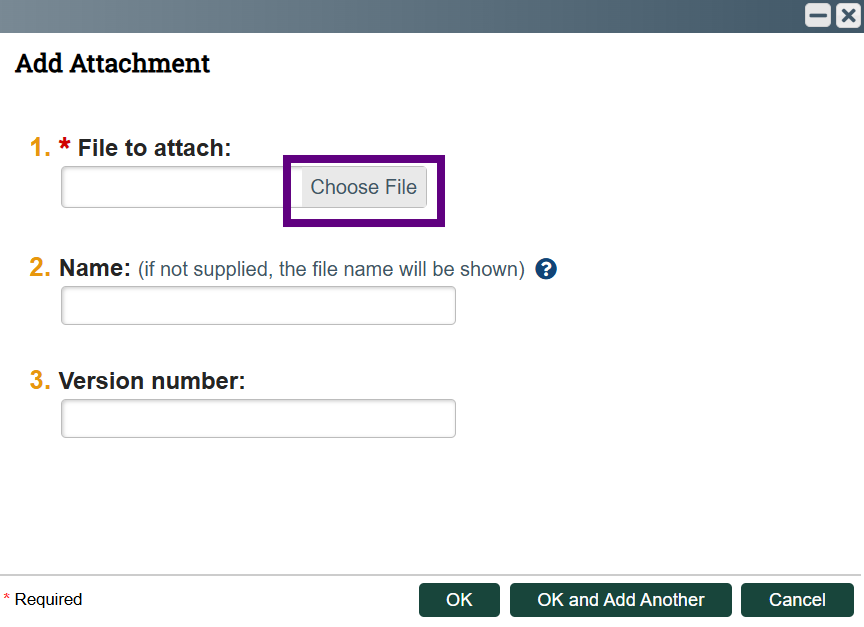 Add Attachment
1. * File to attach:
Choose File
2. Name: (if not supplied, the file name will be shown) ?
3. Version number:
* Required
OK
OK and Add Another
Cancel